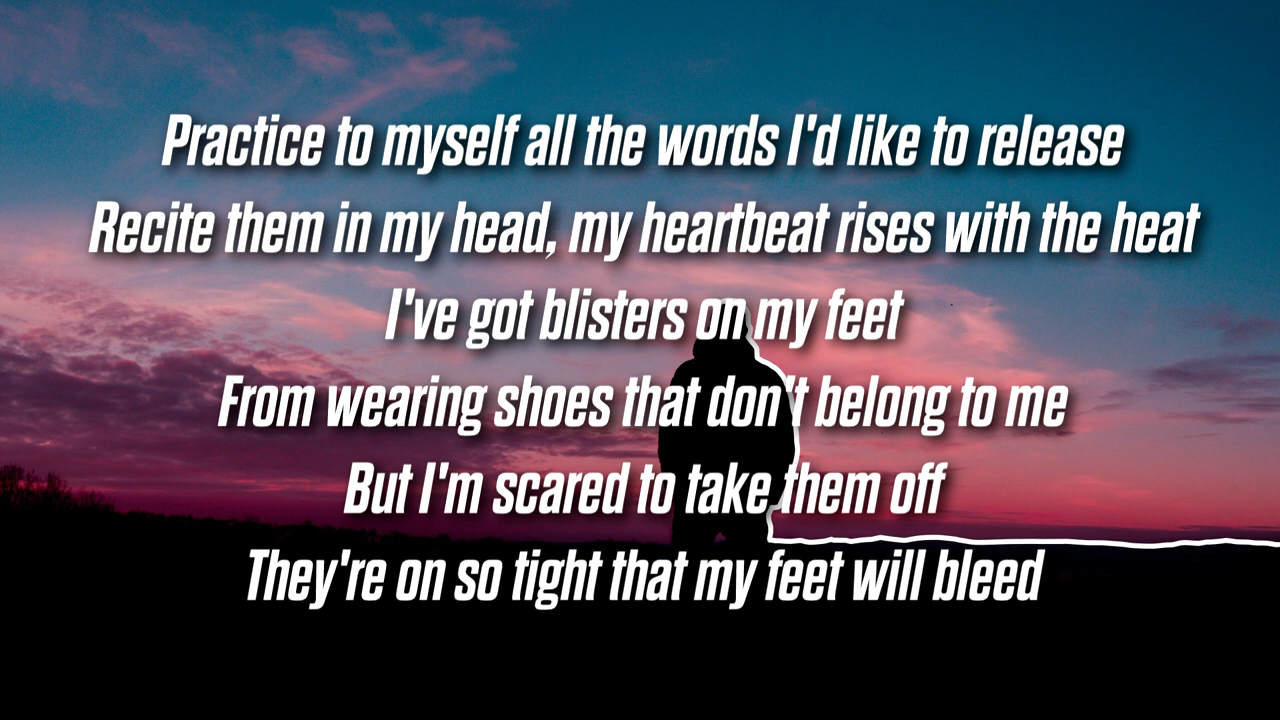 Practice to myself all the words I'd like to release
Recite them in my head, my heartbeat rises with the heat
I've got blisters on my feet
From wearing shoes that don't belong to me
But I'm scared to take them off
They're on so tight that my feet will bleed